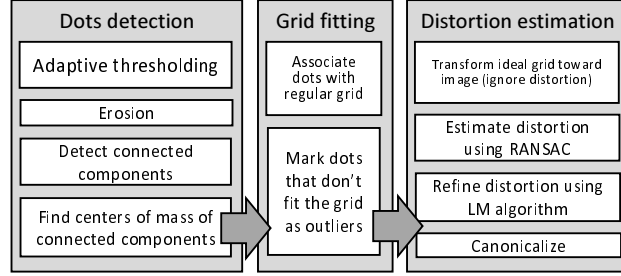 Dots detection
Adaptive thresholding
Erosion
Detect connected
components
Find centers of mass of
connected components
Grid fitting
Associate
dots with
regular grid
Mark dots
that don't
fit the grid
as outliers
Distortion estimation
Transform ideal grid toward
image (ignore distortion)
Estimate distortion
using RANSAC
Refine distortion using
LM algorithm
Canonicalize